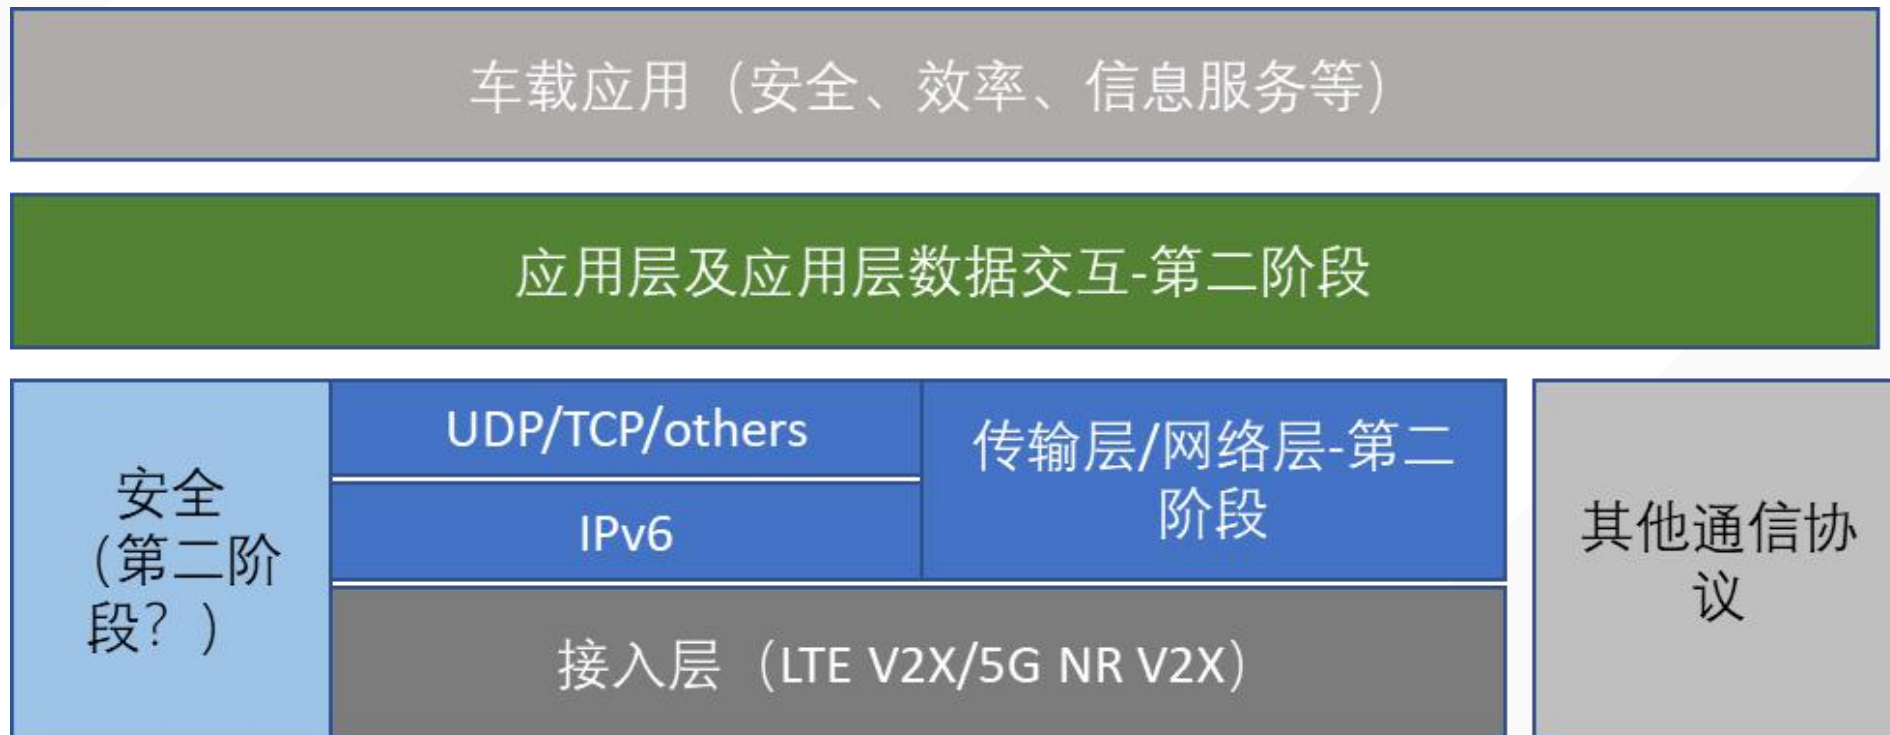 车载应用（安全、效率、信息服务等）
应用层及应用层数据交互-第二阶段
安全
（第二阶
段？）
UDP/TCP/others
IPv6
传输层/网络层-第二
阶段
接入层（LTE V2X/5G NR V2X）
其他通信协
议